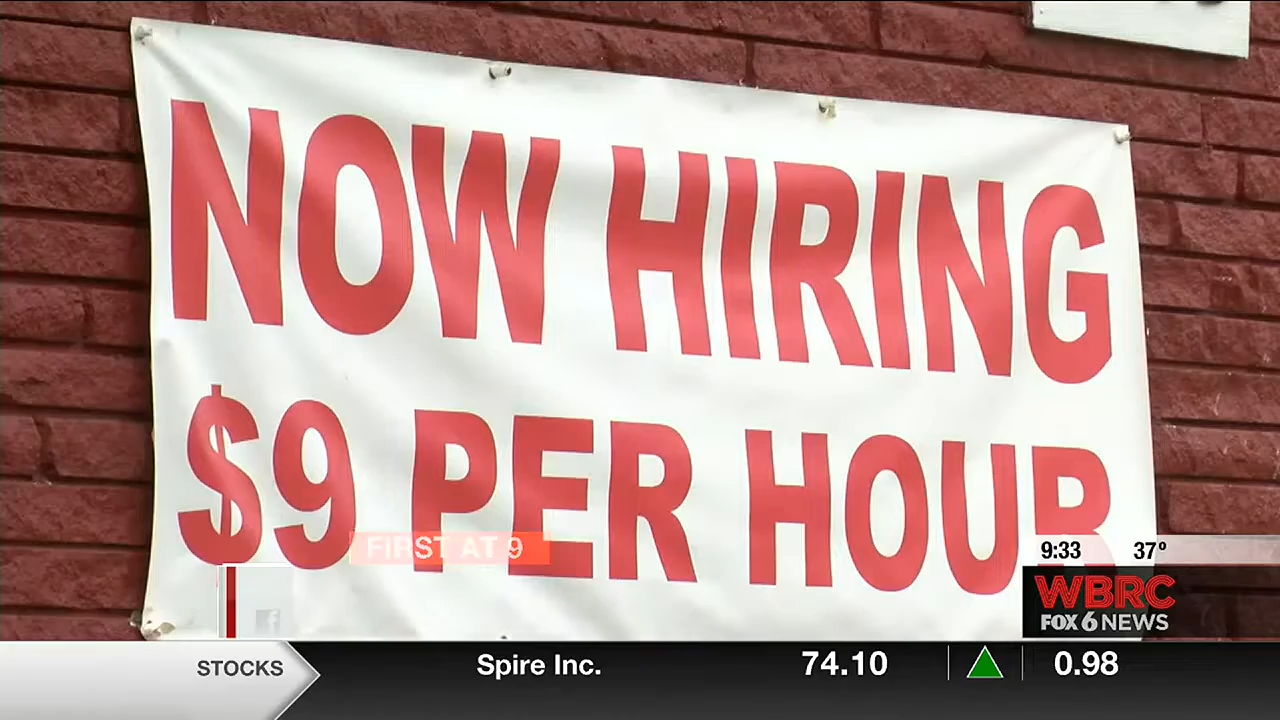 NOW HIRING
$9 PER HOUR
FIRST AT 9
9:33 37º
WBRC
FOX 6 NEWS
STOCKS Spire Inc. 74.10 0.98